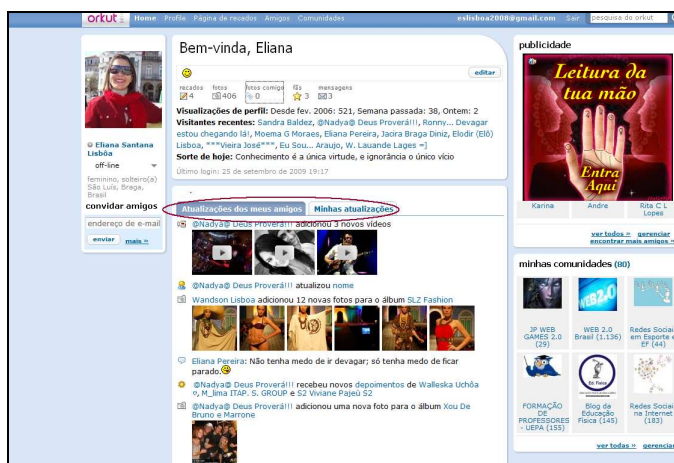 orkut Home Profile Página de recados Amigos Comunidades eslisboa2008@gmail.com Sair pesquisa do orkut
Bem-vinda, Eliana
editar
recados fotos fotos comigo fãs mensagens
4 406 0 3 3
Visualizações de perfil: Desde fev. 2006: 521, Semana passada: 38, Ontem: 2
Visitantes recentes: Sandra Baldez, @Nadya@ Deus Proverá!!!, Ronny... Devagar
estou chegando lá!, Moema G Moraes, Eliana Pereira, Jacira Braga Diniz, Elodir (Elô)
Lisboa, ***Vieira José***, Eu Sou... Araujo, W. Lauande Lages =]
Sorte de hoje: Conhecimento é a única virtude, e ignorância o único vício
Último login: 25 de setembro de 2009 19:17
Eliana Santana
Lisbôa
off-line
feminino, solteiro(a)
São Luís, Braga,
Brasil
convidar amigos
endereço de e-mail
enviar mais »
Atualizações dos meus amigos Minhas atualizações
@Nadya@ Deus Proverá!!! adicionou 3 novos vídeos
@Nadya@ Deus Proverá!!! atualizou nome
Wandson Lisboa adicionou 12 novas fotos para o álbum SLZ Fashion
Eliana Pereira: Não tenha medo de ir devagar; só tenha medo de ficar
parado.
@Nadya@ Deus Proverá!!! recebeu novos depoimentos de Walleska Uchôa
¤, M_lima ITAP. S. GROUP e S2 Viviane Pajeú S2
@Nadya@ Deus Proverá!!! adicionou uma nova foto para o álbum Xou De
Bruno e Marrone
publicidade
Leitura da
tua mão
Entra
Aqui
Karina Andre Rita C L
Lopes
ver todos » gerenciar
encontrar mais amigos »
minhas comunidades (80)
WEB 2.0
JP WEB
GAMES 2.0
(29)
WEB 2.0
Brasil (1.136)
Redes Sociai
em Esporte e
EF (44)
Ed. Física
FORMAÇÃO
DE
PROFESSORES
- UEPA (155)
Blog da
Educação
Física (145)
Redes Sociai
na Internet
(183)
ver todas » gerenciar